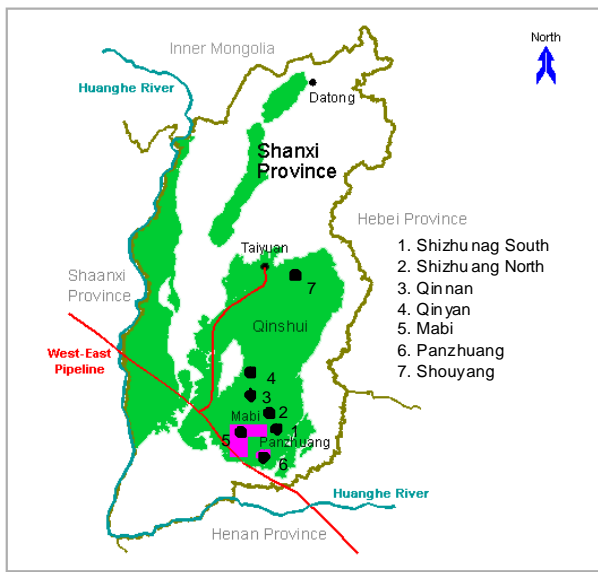 Inner Mongolia
North
Huanghe River
Datong
Shanxi
Province
Hebei Province
Taiyuan
1. Shizhu nag South
2. Shizhuang North
3. Qinnan
4. Qinyan
5. Mabi
6. Panzhuang
7. Shouyang
Shaanxi
Province
7
Qinshui
West-East
Pipeline
4
3
Mabi
2
1
5
Panzhuang
6
Huanghe River
Henan Province